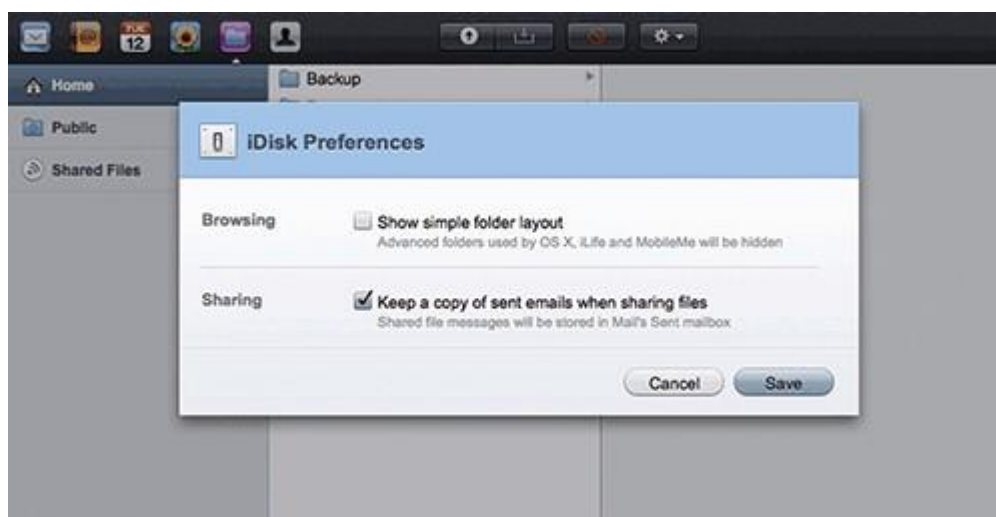 TUE
12
Home
Backup
Public
Shared Files
iDisk Preferences
Browsing
Show simple folder layout
Advanced folders used by OS X, iLife and MobileMe will be hidden
Sharing
Keep a copy of sent emails when sharing files
Shared file messages will be stored in Mail's Sent mailbox
Cancel
Save